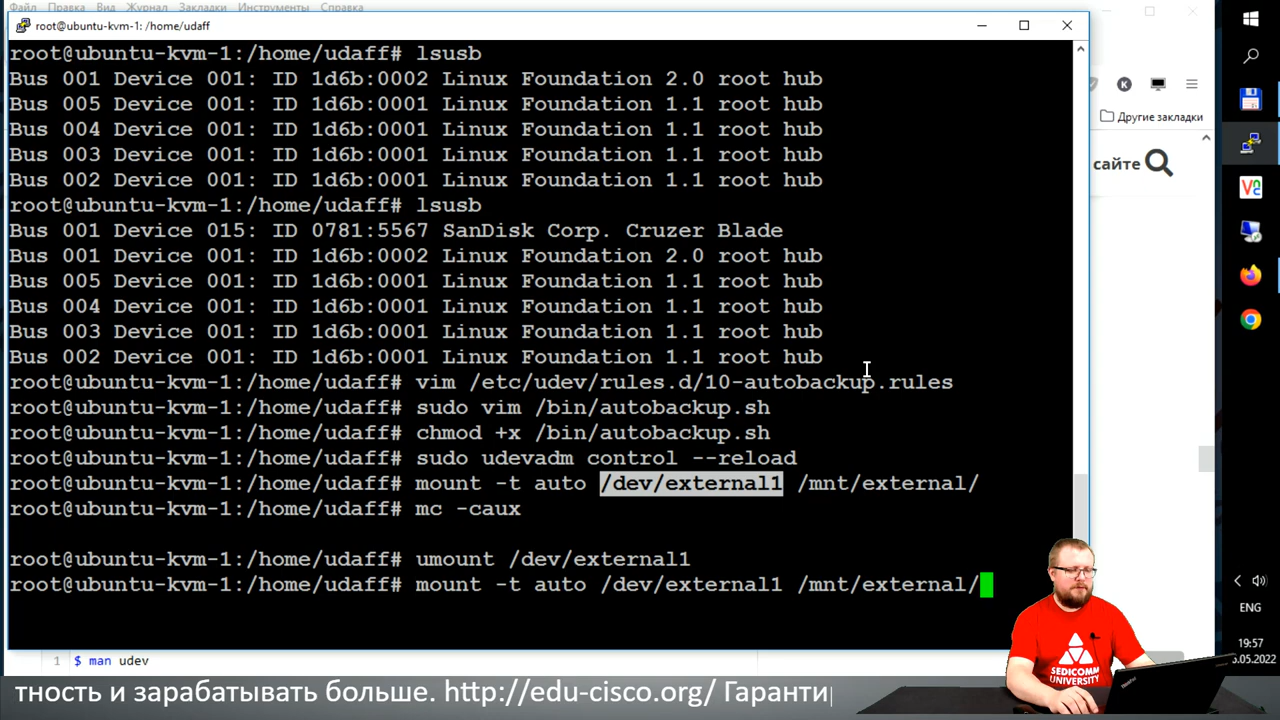 Файл Правка Вид Журнал Закладки Инструменты Справка
root@ubuntu-kvm-1: /home/udaff
root@ubuntu-kvm-1:/home/udaff# lsusb
Bus 001 Device 001: ID 1d6b:0002 Linux Foundation 2.0 root hub
Bus 005 Device 001: ID 1d6b:0001 Linux Foundation 1.1 root hub
Bus 004 Device 001: ID 1d6b:0001 Linux Foundation 1.1 root hub
Bus 003 Device 001: ID 1d6b:0001 Linux Foundation 1.1 root hub
Bus 002 Device 001: ID 1d6b:0001 Linux Foundation 1.1 root hub
root@ubuntu-kvm-1:/home/udaff# lsusb
Bus 001 Device 015: ID 0781:5567 SanDisk Corp. Cruzer Blade
Bus 001 Device 001: ID 1d6b:0002 Linux Foundation 2.0 root hub
Bus 005 Device 001: ID 1d6b:0001 Linux Foundation 1.1 root hub
Bus 004 Device 001: ID 1d6b:0001 Linux Foundation 1.1 root hub
Bus 003 Device 001: ID 1d6b:0001 Linux Foundation 1.1 root hub
Bus 002 Device 001: ID 1d6b:0001 Linux Foundation 1.1 root hub
root@ubuntu-kvm-1:/home/udaff# vim /etc/udev/rules.d/10-autobackup.rules
root@ubuntu-kvm-1:/home/udaff# sudo vim /bin/autobackup.sh
root@ubuntu-kvm-1:/home/udaff# chmod +x /bin/autobackup.sh
root@ubuntu-kvm-1:/home/udaff# sudo udevadm control --reload
root@ubuntu-kvm-1:/home/udaff# mount -t auto /dev/external1 /mnt/external/
root@ubuntu-kvm-1:/home/udaff# mc -caux
root@ubuntu-kvm-1:/home/udaff# umount /dev/external1
root@ubuntu-kvm-1:/home/udaff# mount -t auto /dev/external1 /mnt/external/
K
Другие закладки
сайте
VNC
ENG
19:57
5.05.2022
1 $ man udev
SEDICOMM
UNIVERSITY
тность и зарабатывать больше. http://edu-cisco.org/ Гаранти